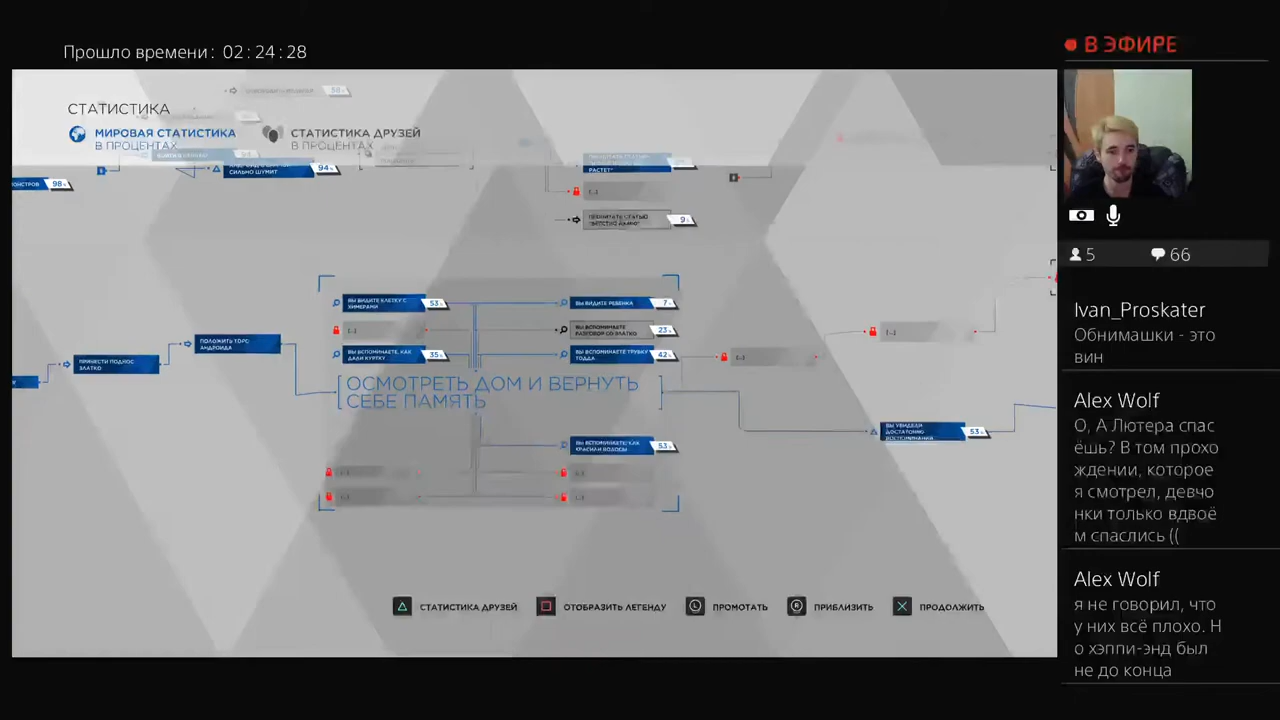 Прошло времени: 02:24:28
В ЭФИРЕ
СТАТИСТИКА
МИРОВАЯ СТАТИСТИКА
В ПРОЦЕНТАХ
СТАТИСТИКА ДРУЗЕЙ
В ПРОЦЕНТАХ
98%
СИЛЬНО ШУМИТ
94%
РАСТЕТ"
9%
ВЫ ВИДИТЕ КЛЕТКУ С
ХИМЕРАМИ
53%
ВЫ ВИДИТЕ РЕБЕНКА
7%
[...]
ВЫ ВСПОМИНАЕТЕ
РАЗГОВОР СО ЗЛАТКО
23%
ВЫ ВСПОМИНАЕТЕ, КАК
ДАЛИ КУРТКУ
35%
ВЫ ВСПОМИНАЕТЕ ТРУБКУ
ТОДДА
42%
[...]
[...]
ПОЛОЖИТЬ ТОРС
АНДРОИДА
ПРИНЕСТИ ПОДНОС
ЗЛАТКО
ОСМОТРЕТЬ ДОМ И ВЕРНУТЬ
СЕБЕ ПАМЯТЬ
ВЫ УВИДЕЛИ
ДОСТАТОЧНО
ВОСПОМИНАНИЙ
53%
ВЫ ВСПОМИНАЕТЕ, КАК
КРАСИЛИ ВОЛОСЫ
53%
СТАТИСТИКА ДРУЗЕЙ
ОТОБРАЗИТЬ ЛЕГЕНДУ
ПРОМОТАТЬ
ПРИБЛИЗИТЬ
ПРОДОЛЖИТЬ
5
66
Ivan_Proskater
Обнимашки - это
вин
Alex Wolf
О, А Лютера спас
ёшь? В том прохо
ждении, которое
я смотрел, девчо
нки только вдвоё
м спаслись ((
Alex Wolf
я не говорил, что
у них всё плохо. Н
о хэппи-энд был
не до конца